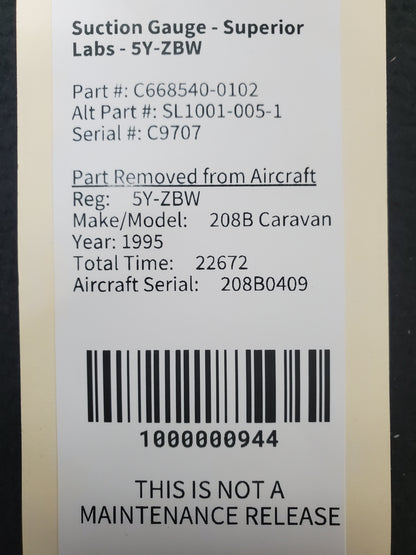 Suction Gauge - Superior
Labs - 5Y-ZBW
Part #: C668540-0102
Alt Part #: SL1001-005-1
Serial #: C9707
Part Removed from Aircraft
Reg: 5Y-ZBW
Make/Model: 208B Caravan
Year: 1995
Total Time: 22672
Aircraft Serial: 208B0409
1000000944
THIS IS NOT A
MAINTENANCE RELEASE